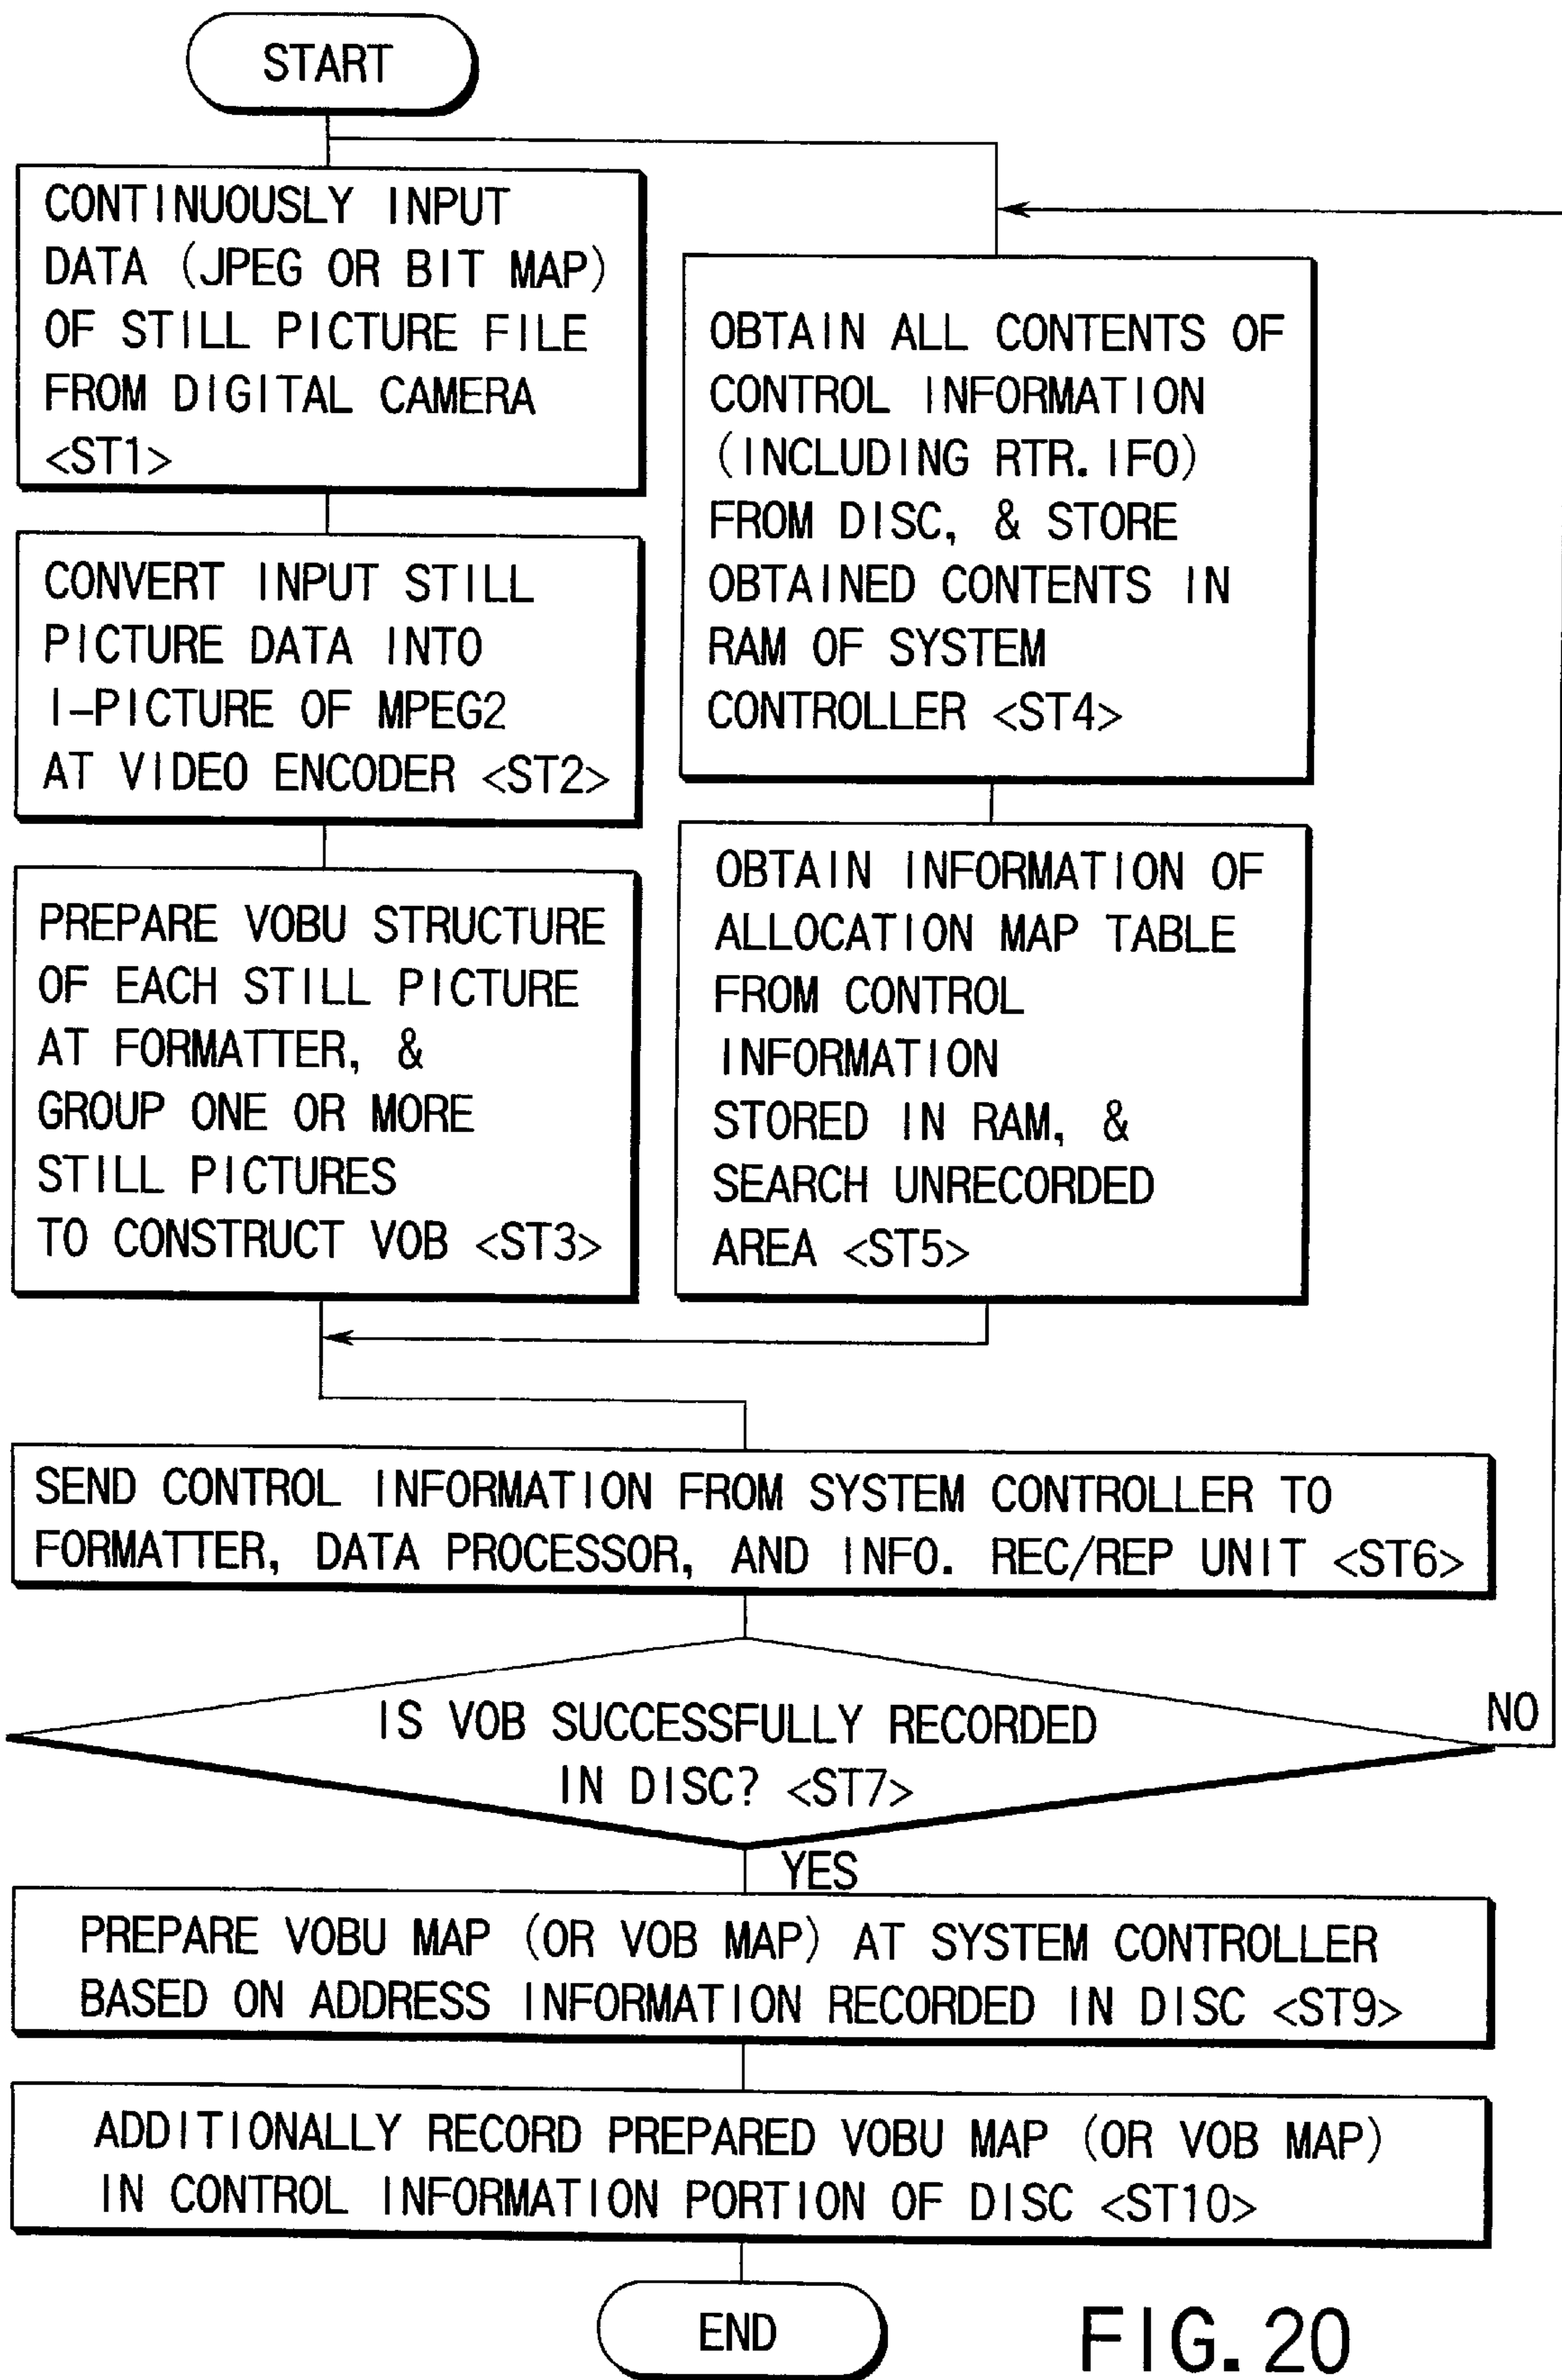 START
CONTINUOUSLY INPUT
DATA (JPEG OR BIT MAP)
OF STILL PICTURE FILE
FROM DIGITAL CAMERA
<ST1>
CONVERT INPUT STILL
PICTURE DATA INTO
I-PICTURE OF MPEG2
AT VIDEO ENCODER <ST2>
PREPARE VOBU STRUCTURE
OF EACH STILL PICTURE
AT FORMATTER, &
GROUP ONE OR MORE
STILL PICTURES
TO CONSTRUCT VOB <ST3>
OBTAIN ALL CONTENTS OF
CONTROL INFORMATION
(INCLUDING RTR. IFO)
FROM DISC, & STORE
OBTAINED CONTENTS IN
RAM OF SYSTEM
CONTROLLER <ST4>
OBTAIN INFORMATION OF
ALLOCATION MAP TABLE
FROM CONTROL
INFORMATION
STORED IN RAM, &
SEARCH UNRECORDED
AREA <ST5>
SEND CONTROL INFORMATION FROM SYSTEM CONTROLLER TO
FORMATTER, DATA PROCESSOR, AND INFO. REC/REP UNIT <ST6>
IS VOB SUCCESSFULLY RECORDED
IN DISC? <ST7>
NO
YES
PREPARE VOBU MAP (OR VOB MAP) AT SYSTEM CONTROLLER
BASED ON ADDRESS INFORMATION RECORDED IN DISC <ST9>
ADDITIONALLY RECORD PREPARED VOBU MAP (OR VOB MAP)
IN CONTROL INFORMATION PORTION OF DISC <ST10>
END
FIG. 20